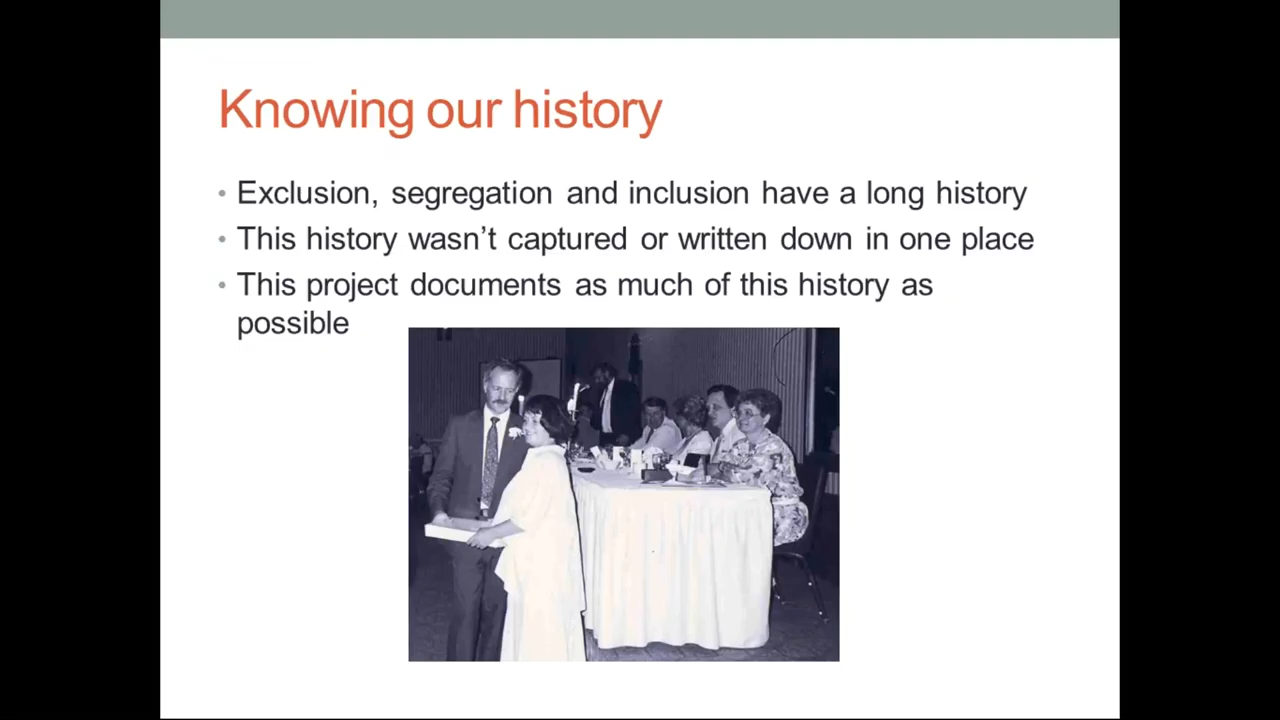 Knowing our history
• Exclusion, segregation and inclusion have a long history
• This history wasn’t captured or written down in one place
• This project documents as much of this history as
possible